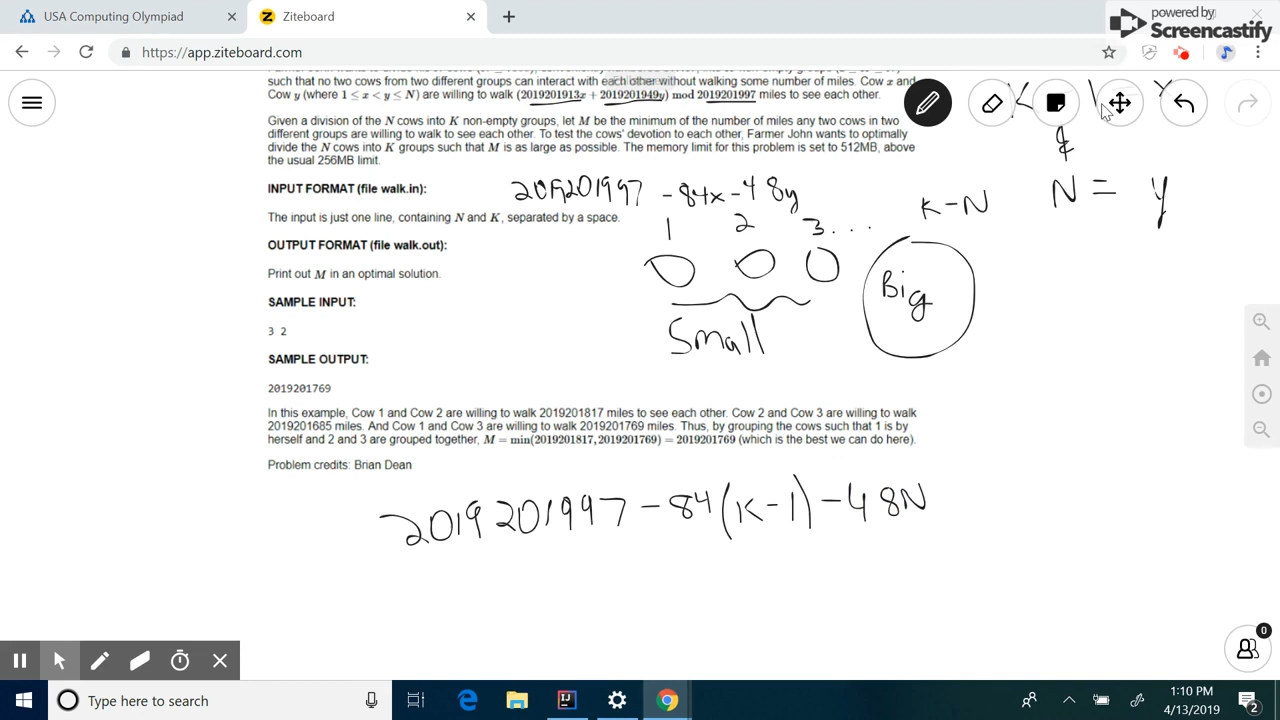 USA Computing Olympiad
Ziteboard
powered by
Screencastify
https://app.ziteboard.com
such that no two cows from two different groups can interact with each other without walking some number of miles. Cow x and
Cow y (where 1 ≤ x < y ≤ N) are willing to walk (2019201913x + 2019201949y) mod 2019201997 miles to see each other.
Given a division of the N cows into K non-empty groups, let M be the minimum of the number of miles any two cows in two
different groups are willing to walk to see each other. To test the cows' devotion to each other, Farmer John wants to optimally
divide the N cows into K groups such that M is as large as possible. The memory limit for this problem is set to 512MB, above
the usual 256MB limit.
INPUT FORMAT (file walk.in):
The input is just one line, containing N and K, separated by a space.
OUTPUT FORMAT (file walk.out):
Print out M in an optimal solution.
SAMPLE INPUT:
3 2
SAMPLE OUTPUT:
2019201769
In this example, Cow 1 and Cow 2 are willing to walk 2019201817 miles to see each other. Cow 2 and Cow 3 are willing to walk
2019201685 miles. And Cow 1 and Cow 3 are willing to walk 2019201769 miles. Thus, by grouping the cows such that 1 is by
herself and 2 and 3 are grouped together, M = min(2019201817, 2019201769) = 2019201769 (which is the best we can do here).
Problem credits: Brian Dean
2019201997 -84x-48y
1 2 3...
K-N
&
N = y
Big
Small
2019201997 - 84(K-1) - 48N
0
Type here to search
1:10 PM
4/13/2019
2